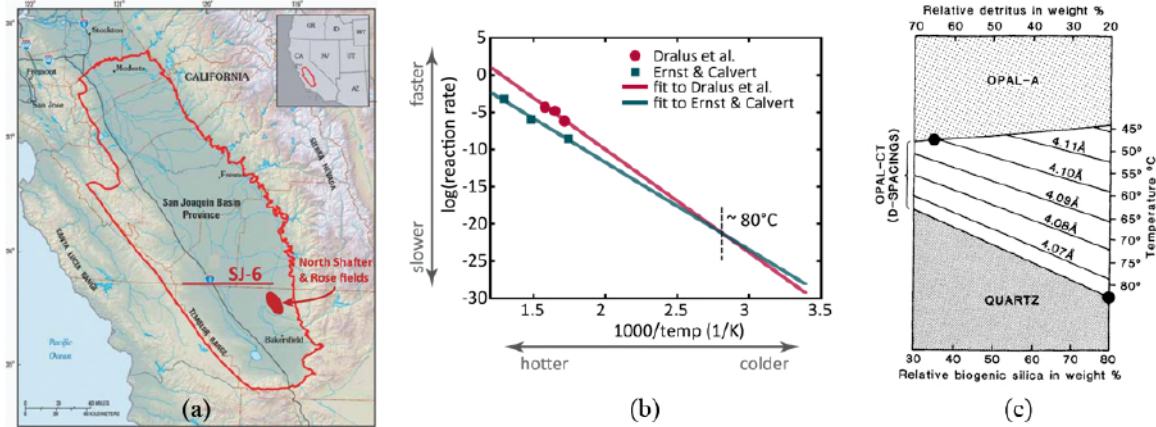 122°
121°
120°
119°
Stockton
Modesto
Fremont
San Jose
CALIFORNIA
OR
ID
WY
CA
NV
UT
AZ
SIERRA NEVADA
Fresno
San Joaquin Basin
Province
SANTA LUCIA RANGE
SJ-6
North Shafter
& Rose fields
TEMBLOR RANGE
Bakersfield
Pacific
Ocean
35°
(a)
faster
slower
log(reaction rate)
5
0
-5
-10
-15
-20
-25
-30
Dralus et al.
Ernst & Calvert
fit to Dralus et al.
fit to Ernst & Calvert
~ 80°C
1.5
2
2.5
3
3.5
1000/temp (1/K)
hotter
colder
(b)
Relative detritus in weight %
70
60
50
40
30
20
OPAL-A
OPAL-CT
(D-SPACINGS)
4.11Å
4.10Å
4.09Å
4.08Å
4.07Å
QUARTZ
45°
50°
55°
60°
65°
70°
75°
80°
Temperature °C
30
40
50
60
70
80
Relative biogenic silica in weight %
(c)